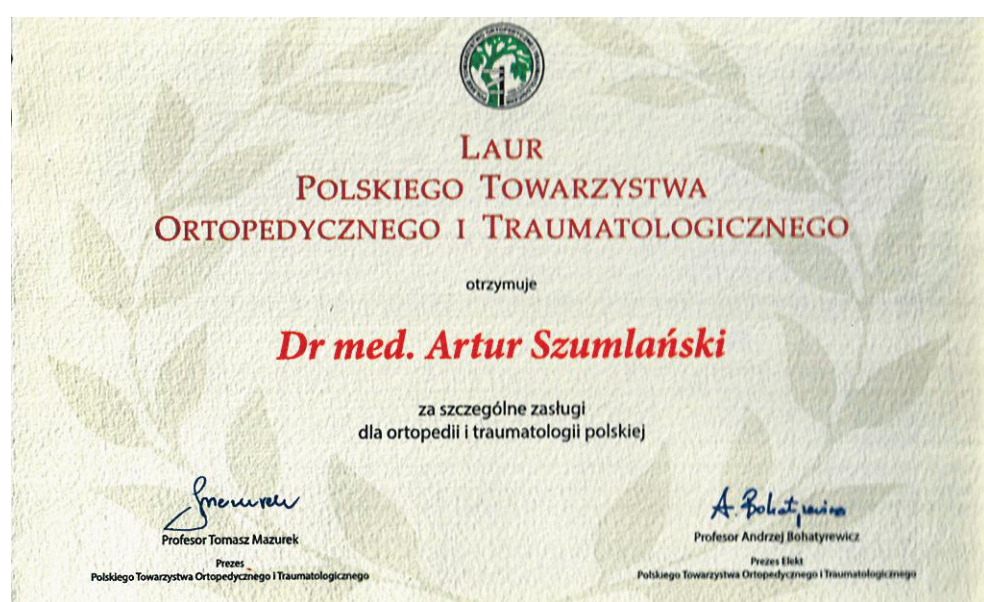 LAUR
POLSKIEGO TOWARZYSTWA
ORTOPEDYCZNEGO I TRAUMATOLOGICZNEGO
otrzymuje
Dr med. Artur Szumlański
za szczególne zasługi
dla ortopedii i traumatologii polskiej
A. Bohatyrewicz
Profesor Tomasz Mazurek
Profesor Andrzej Bohatyrewicz
Prezes
Prezes Elekt
Polskiego Towarzystwa Ortopedycznego i Traumatologicznego
Polskiego Towarzystwa Ortopedycznego i Traumatologicznego